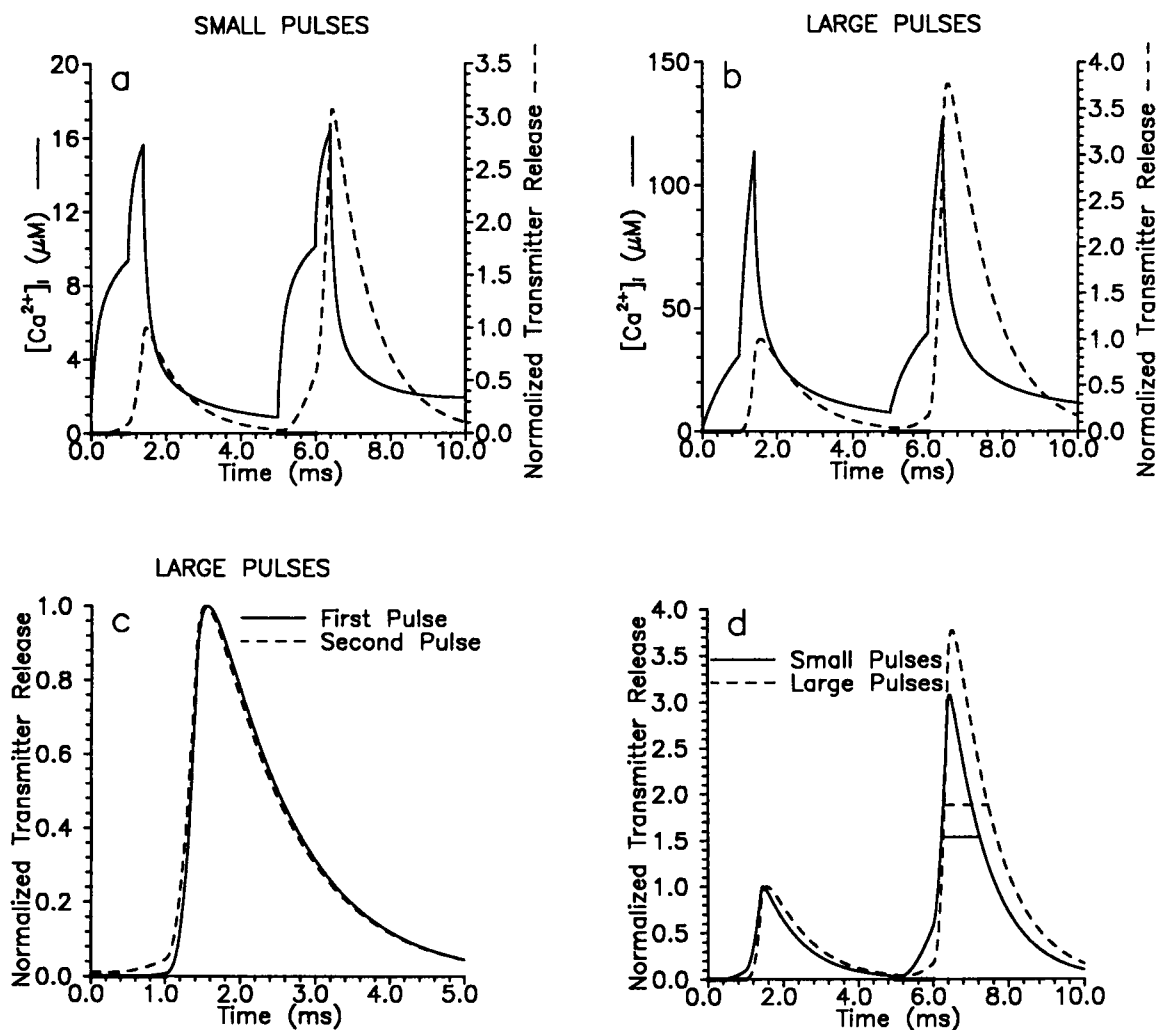 SMALL PULSES
a
[Ca²⁺]ᵢ (μM)
20
16
12
8
4
0
3.5
3.0
2.5
2.0
1.5
1.0
0.5
0.0
Normalized Transmitter Release
0.0 2.0 4.0 6.0 8.0 10.0
Time (ms)
LARGE PULSES
b
[Ca²⁺]ᵢ (μM)
150
100
50
0
4.0
3.5
3.0
2.5
2.0
1.5
1.0
0.5
0.0
Normalized Transmitter Release
0.0 2.0 4.0 6.0 8.0 10.0
Time (ms)
LARGE PULSES
c
First Pulse
Second Pulse
Normalized Transmitter Release
1.0
0.8
0.6
0.4
0.2
0.0
0.0 1.0 2.0 3.0 4.0 5.0
Time (ms)
d
Small Pulses
Large Pulses
Normalized Transmitter Release
4.0
3.5
3.0
2.5
2.0
1.5
1.0
0.5
0.0
0.0 2.0 4.0 6.0 8.0 10.0
Time (ms)